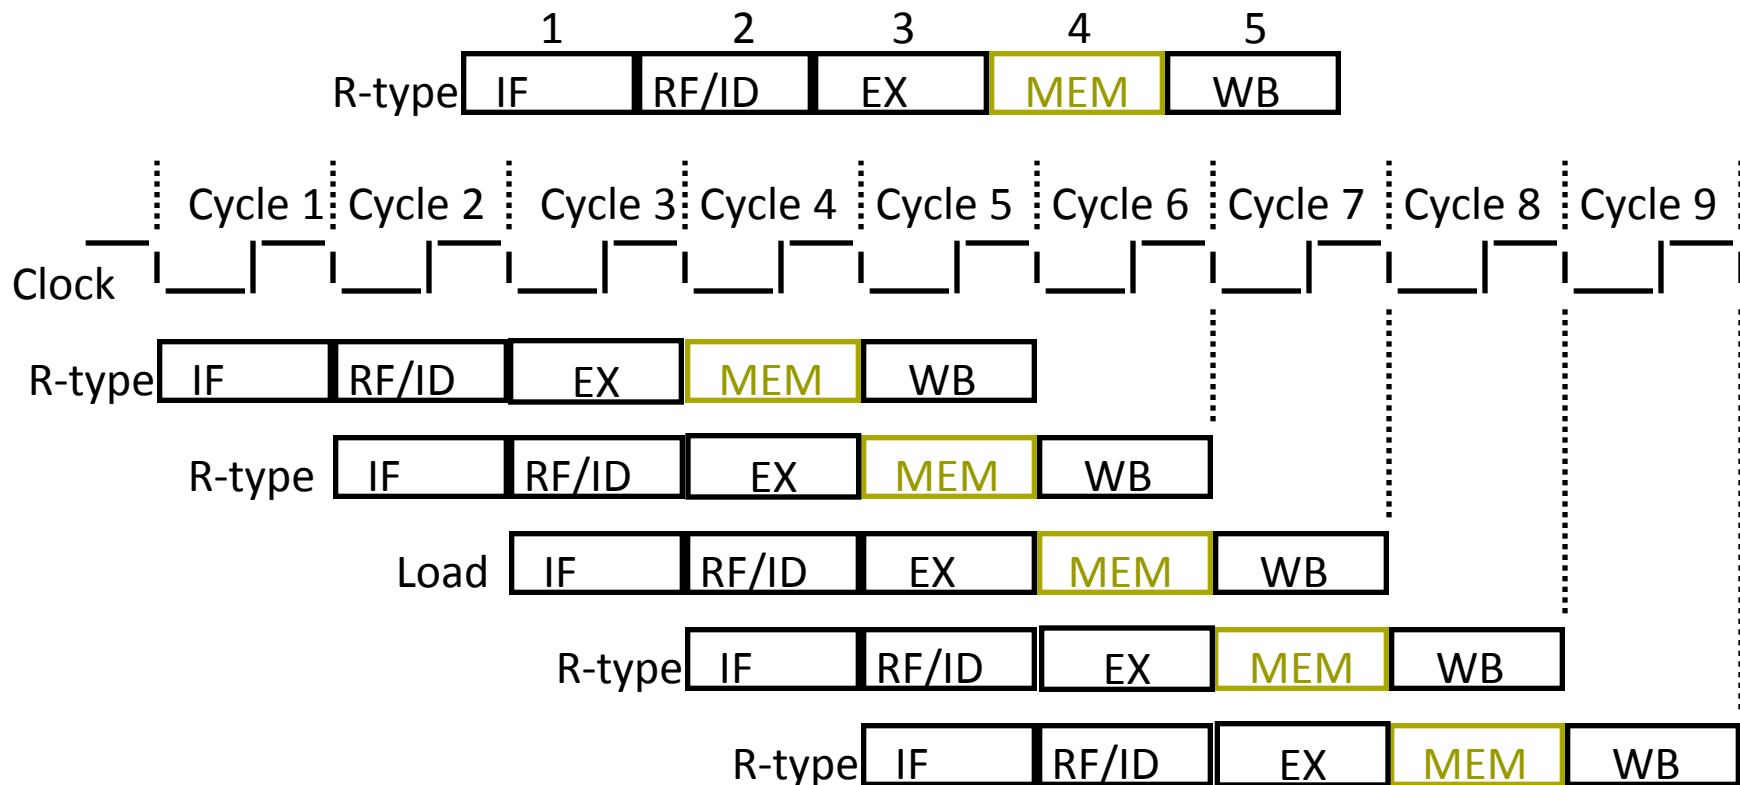 1 2 3 4 5
R-type IF RF/ID EX MEM WB
Cycle 1 Cycle 2 Cycle 3 Cycle 4 Cycle 5 Cycle 6 Cycle 7 Cycle 8 Cycle 9
Clock
R-type IF RF/ID EX MEM WB
R-type IF RF/ID EX MEM WB
Load IF RF/ID EX MEM WB
R-type IF RF/ID EX MEM WB
R-type IF RF/ID EX MEM WB